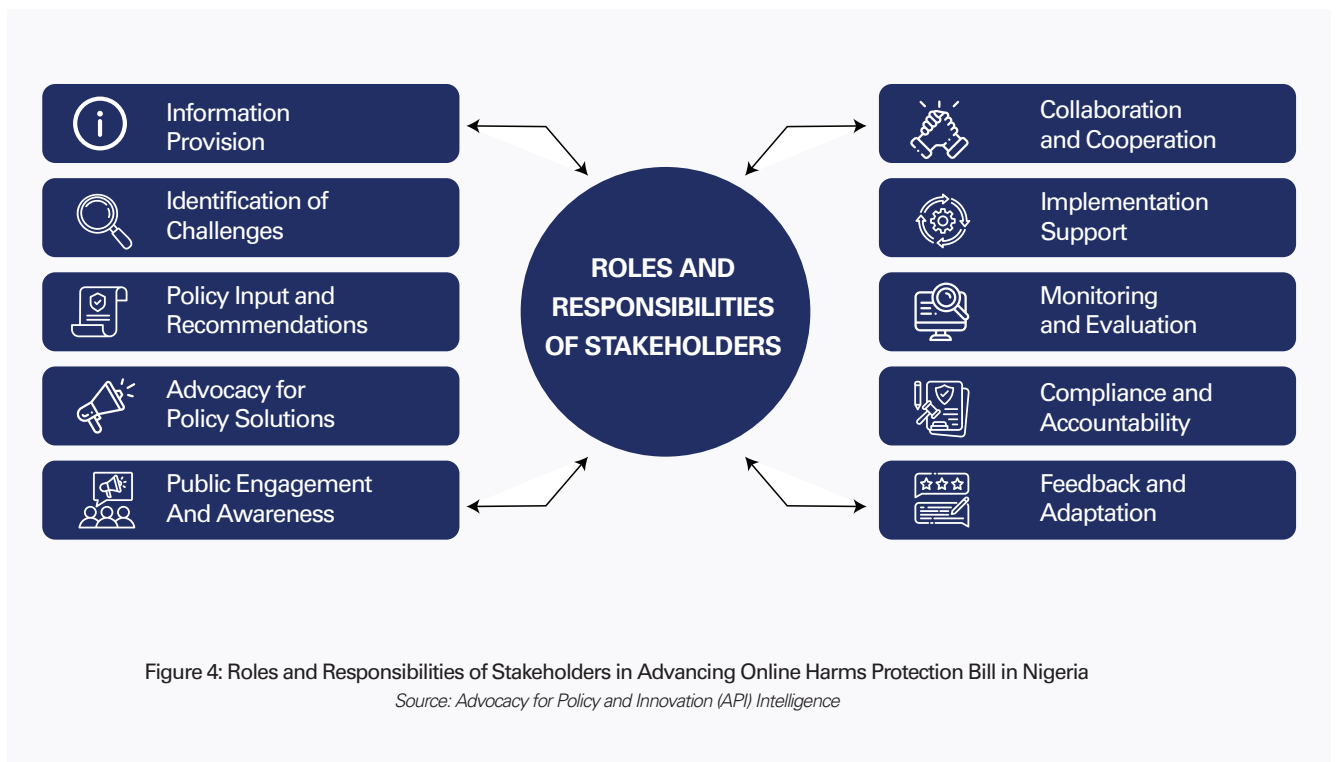 Information
Provision
Identification of
Challenges
Policy Input and
Recommendations
Advocacy for
Policy Solutions
Public Engagement
And Awareness
ROLES AND
RESPONSIBILITIES
OF STAKEHOLDERS
Collaboration
and Cooperation
Implementation
Support
Monitoring
and Evaluation
Compliance and
Accountability
Feedback and
Adaptation
Figure 4: Roles and Responsibilities of Stakeholders in Advancing Online Harms Protection Bill in Nigeria
Source: Advocacy for Policy and Innovation (API) Intelligence